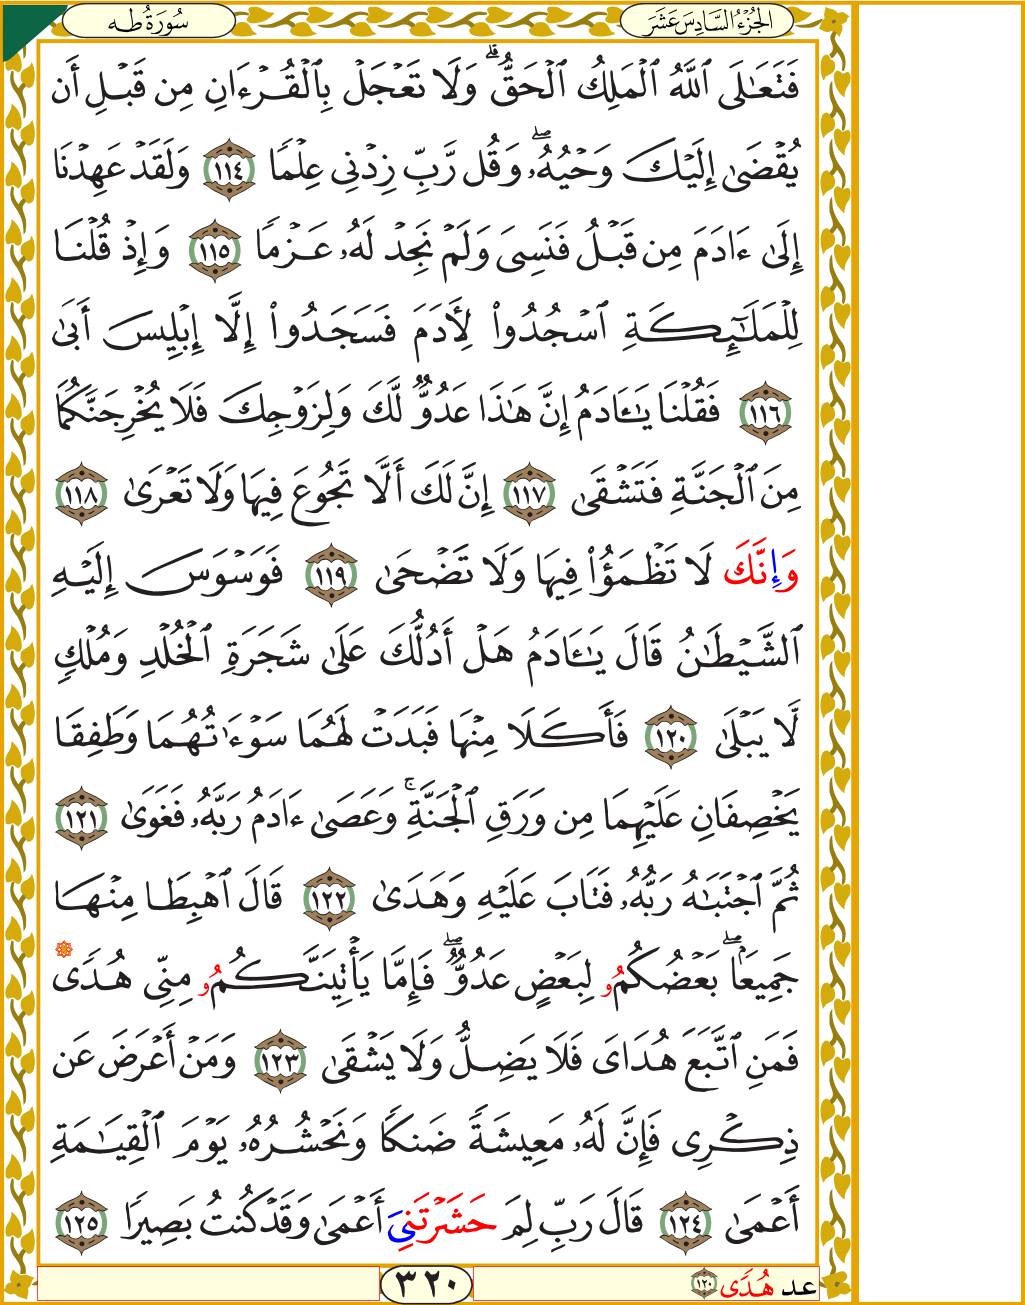 الجُزْءُ السَّادِسَ عَشَرَ
سُورَةُ طه
فَتَعَٰلَى ٱللَّهُ ٱلْمَلِكُ ٱلْحَقُّ ۗ وَلَا تَعْجَلْ بِٱلْقُرْءَانِ مِن قَبْلِ أَن
يُقْضَىٰ إِلَيْكَ وَحْيُهُۥ ۖ وَقُل رَّبِّ زِدْنِى عِلْمًا ١١٤ وَلَقَدْ عَهِدْنَا
إِلَىٰ ءَادَمَ مِن قَبْلُ فَنَسِىَ وَلَمْ نَجِدْ لَهُۥ عَزْمًا ١١٥ وَإِذْ قُلْنَا
لِلْمَلَٰٓئِكَةِ ٱسْجُدُوا۟ لِأَدَمَ فَسَجَدُوا۟ إِلَّا إِبْلِيسَ أَبَىٰ
١١٦ فَقُلْنَا يَٰـَٔادَمُ إِنَّ هَٰذَا عَدُوٌّ لَّكَ وَلِزَوْجِكَ فَلَا يُخْرِجَنَّكُمَا
مِنَ ٱلْجَنَّةِ فَتَشْقَىٰ ١١٧ إِنَّ لَكَ أَلَّا تَجُوعَ فِيهَا وَلَا تَعْرَىٰ ١١٨
وَإِنَّكَ لَا تَظْمَؤُا۟ فِيهَا وَلَا تَضْحَىٰ ١١٩ فَوَسْوَسَ إِلَيْهِ
ٱلشَّيْطَٰنُ قَالَ يَٰـَٔادَمُ هَلْ أَدُلُّكَ عَلَىٰ شَجَرَةِ ٱلْخُلْدِ وَمُلْكٍ
لَّا يَبْلَىٰ ١٢٠ فَأَكَلَا مِنْهَا فَبَدَتْ لَهُمَا سَوْءَٰتُهُمَا وَطَفِقَا
يَخْصِفَانِ عَلَيْهِمَا مِن وَرَقِ ٱلْجَنَّةِ ۚ وَعَصَىٰ ءَادَمُ رَبَّهُۥ فَغَوَىٰ ١٢١
ثُمَّ ٱجْتَبَٰهُ رَبُّهُۥ فَتَابَ عَلَيْهِ وَهَدَىٰ ١٢٢ قَالَ ٱهْبِطَا مِنْهَا
جَمِيعًۢا ۖ بَعْضُكُمُۥ لِبَعْضٍ عَدُوٌّ ۖ فَإِمَّا يَأْتِيَنَّكُمُۥ مِنِّى هُدًى
فَمَنِ ٱتَّبَعَ هُدَاىَ فَلَا يَضِلُّ وَلَا يَشْقَىٰ ١٢٣ وَمَنْ أَعْرَضَ عَن
ذِكْرِى فَإِنَّ لَهُۥ مَعِيشَةً ضَنكًا وَنَحْشُرُهُۥ يَوْمَ ٱلْقِيَٰمَةِ
أَعْمَىٰ ١٢٤ قَالَ رَبِّ لِمَ حَشَرْتَنِىَ أَعْمَىٰ وَقَدْ كُنتُ بَصِيرًا ١٢٥
عد هُدًى ١٢٠
٣٢٠